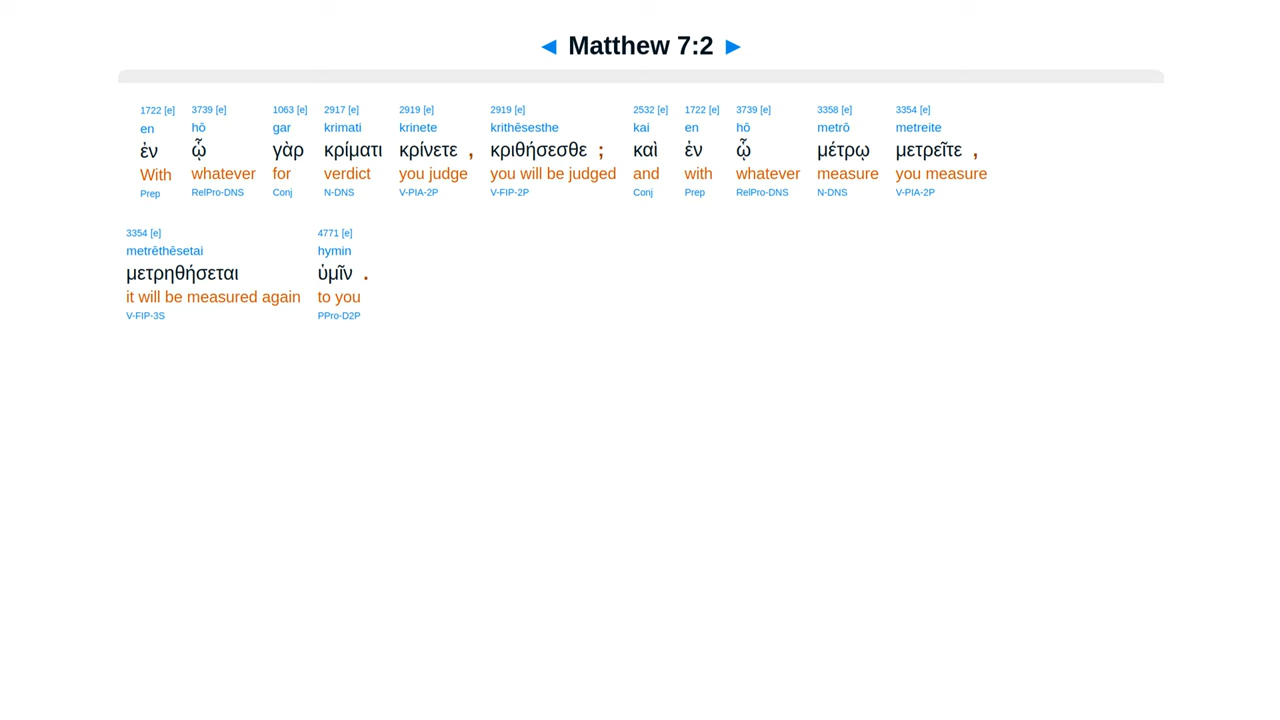 ◄ Matthew 7:2 ►
1722 [e] 3739 [e] 1063 [e] 2917 [e] 2919 [e] 2919 [e] 2532 [e] 1722 [e] 3739 [e] 3358 [e] 3354 [e]
en hō gar krimati krinete krithēsesthe kai en hō metrō metreite
ἐν ᾧ γὰρ κρίματι κρίνετε , κριθήσεσθε ; καὶ ἐν ᾧ μέτρῳ μετρεῖτε ,
With whatever for verdict you judge you will be judged and with whatever measure you measure
Prep RelPro-DNS Conj N-DNS V-PIA-2P V-FIP-2P Conj Prep RelPro-DNS N-DNS V-PIA-2P
3354 [e] 4771 [e]
metrēthēsetai hymin
μετρηθήσεται ὑμῖν .
it will be measured again to you
V-FIP-3S PPro-D2P